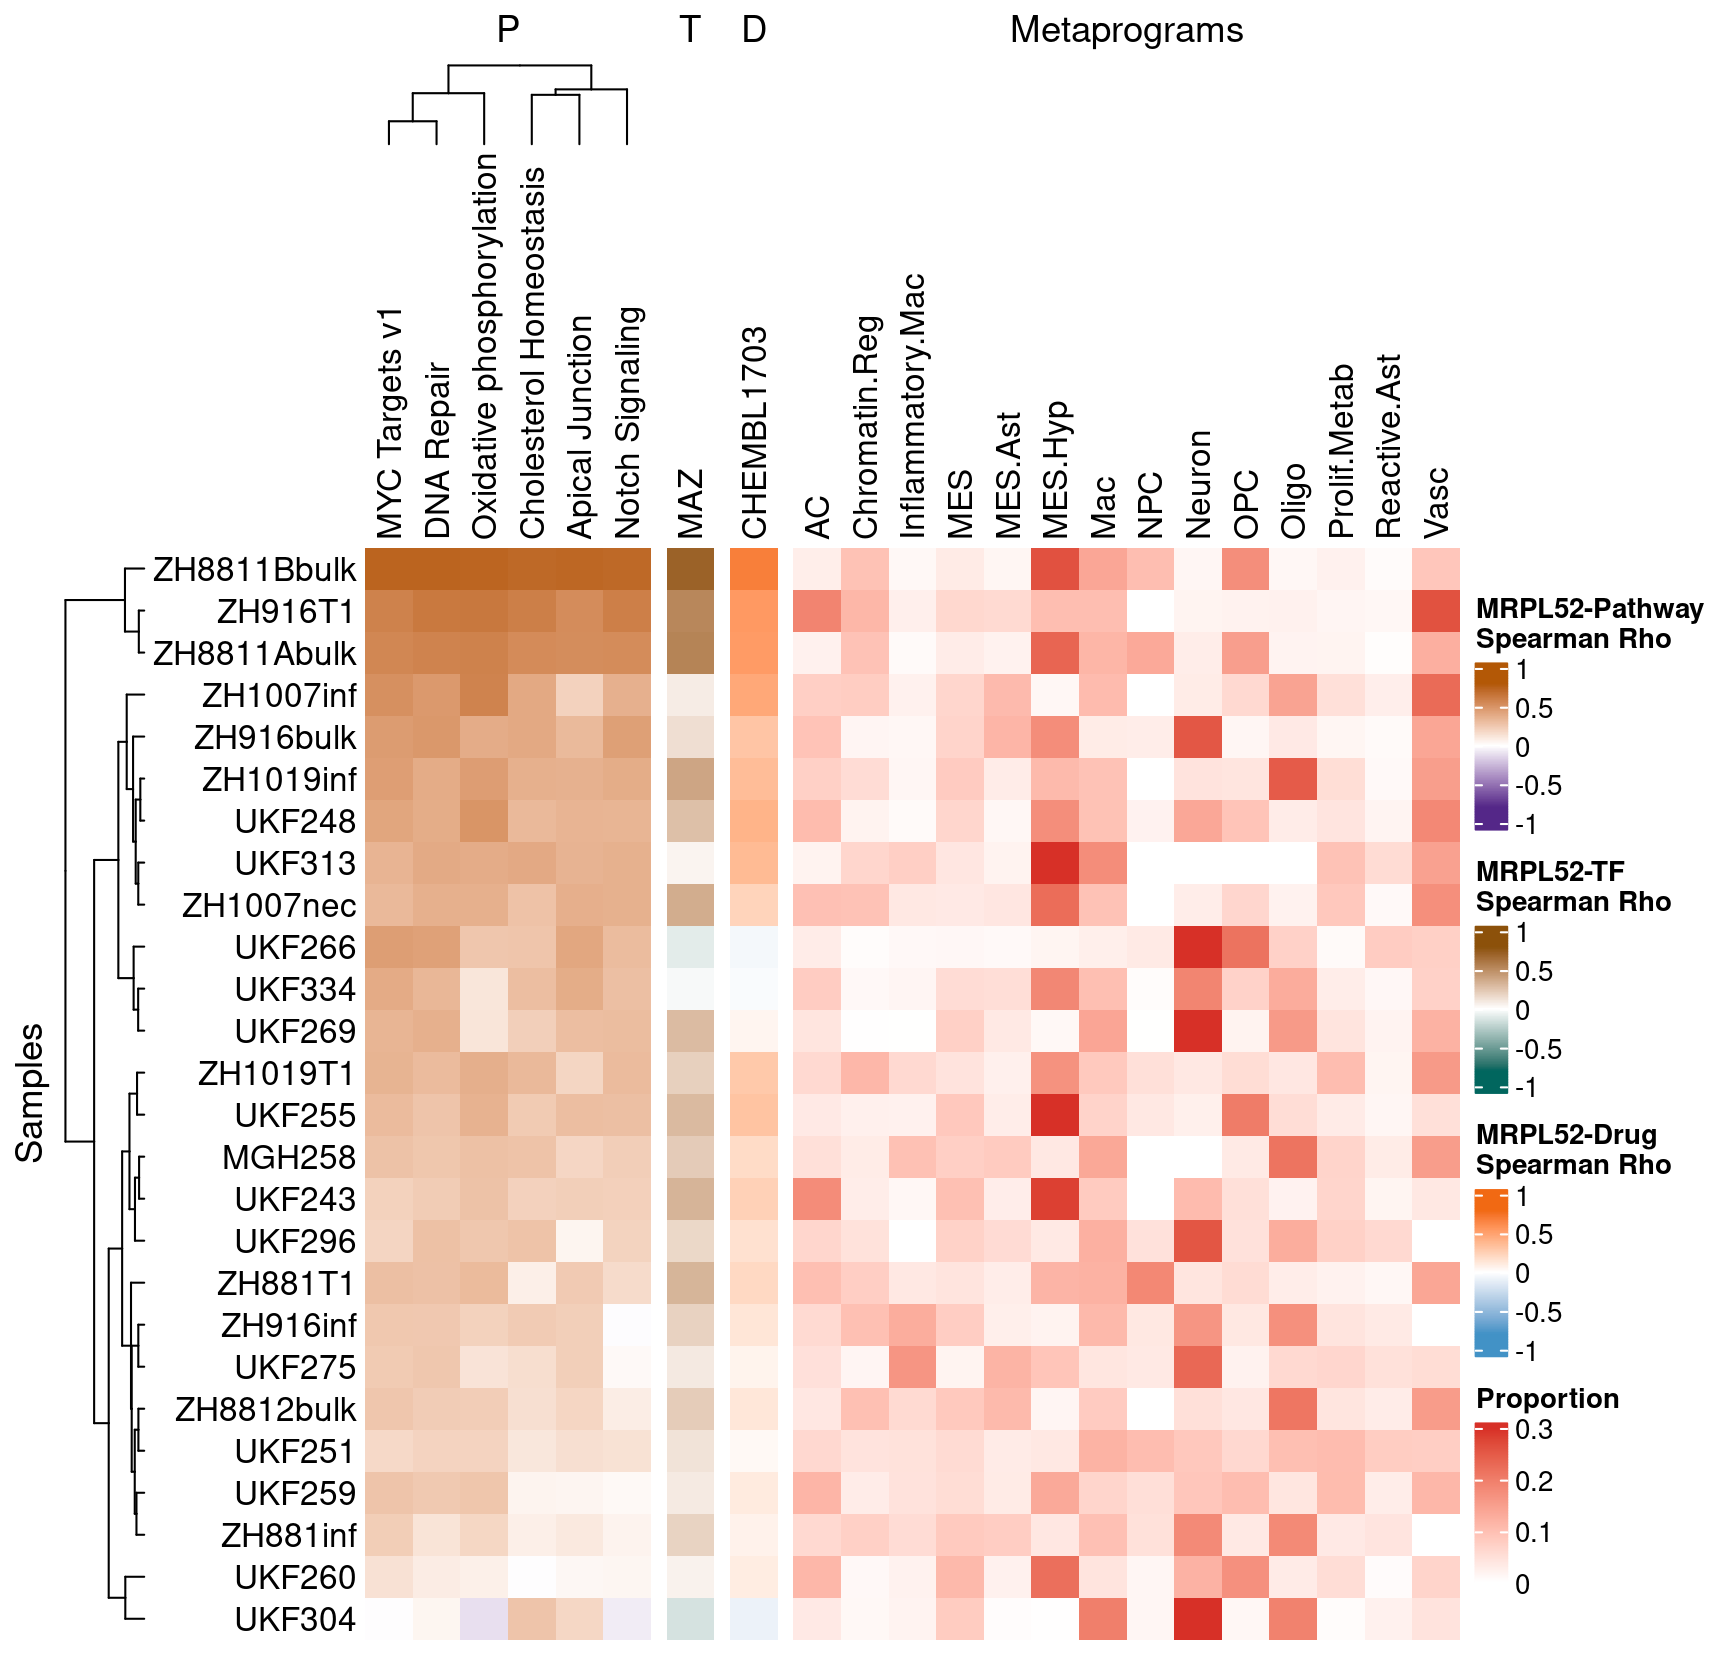 P T D Metaprograms
MYC Targets v1
DNA Repair
Oxidative phosphorylation
Cholesterol Homeostasis
Apical Junction
Notch Signaling
MAZ
CHEMBL1703
AC
Chromatin.Reg
Inflammatory.Mac
MES
MES.Ast
MES.Hyp
Mac
NPC
Neuron
OPC
Oligo
Prolif.Metab
Reactive.Ast
Vasc
Samples
ZH8811Bbulk
ZH916T1
ZH8811Abulk
ZH1007inf
ZH916bulk
ZH1019inf
UKF248
UKF313
ZH1007nec
UKF266
UKF334
UKF269
ZH1019T1
UKF255
MGH258
UKF243
UKF296
ZH881T1
ZH916inf
UKF275
ZH8812bulk
UKF251
UKF259
ZH881inf
UKF260
UKF304
MRPL52-Pathway
Spearman Rho
1
0.5
0
-0.5
-1
MRPL52-TF
Spearman Rho
1
0.5
0
-0.5
-1
MRPL52-Drug
Spearman Rho
1
0.5
0
-0.5
-1
Proportion
0.3
0.2
0.1
0